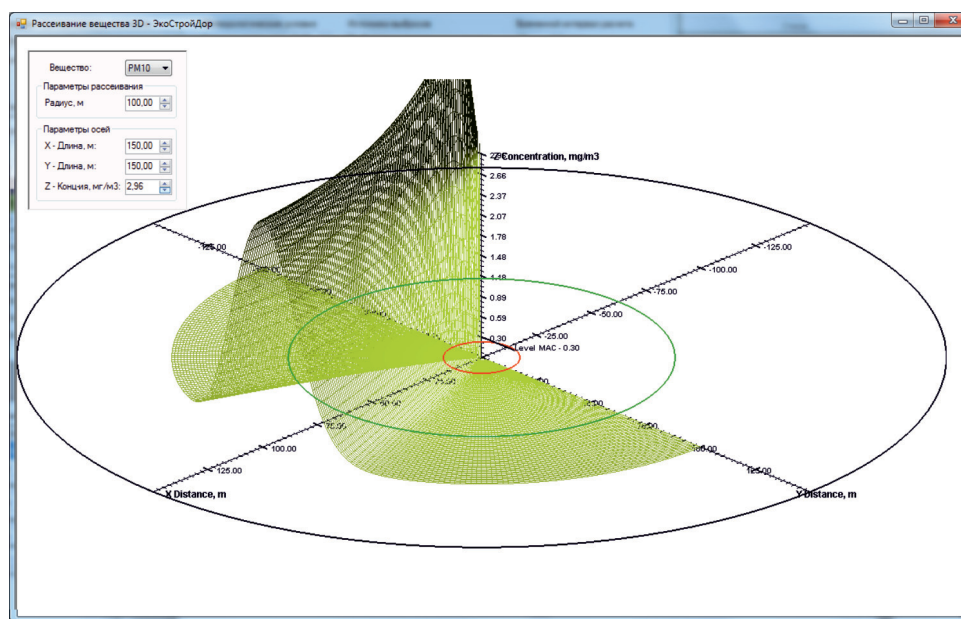 Рассеивание вещества 3D - ЭкоСтройДор
Вещество: PM10
Параметры рассеивания
Радиус, м 100,00
Параметры осей
X - Длина, м: 150,00
Y - Длина, м: 150,00
Z - Конц-ия, мг/м3: 2,96
Z Concentration, mg/m3
2.96
2.66
2.37
2.07
1.78
1.48
1.18
0.89
0.59
0.30
Level MAC - 0.30
-125.00
-125.00
-100.00
-75.00
-50.00
-25.00
75.00
100.00
125.00
X Distance, m
100.00
125.00
Y Distance, m